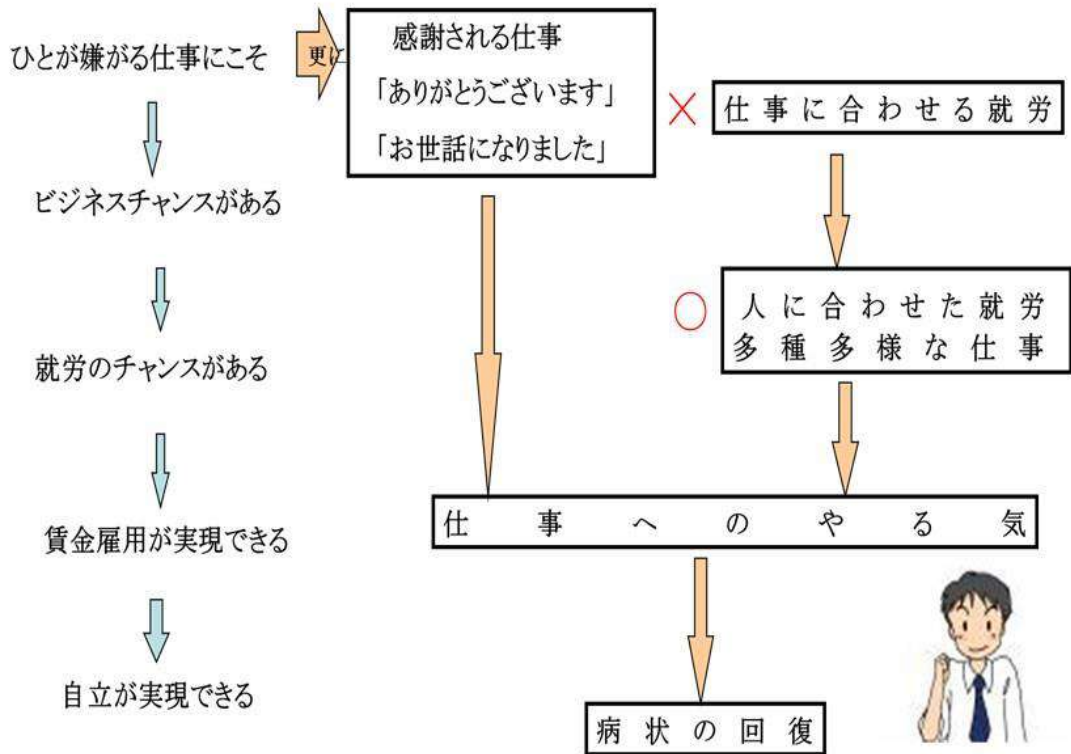 ひとが嫌がる仕事にこそ
更に
感謝される仕事
「ありがとうございます」
「お世話になりました」
×
仕事に合わせる就労
ビジネスチャンスがある
○
人に合わせた就労
多種多様な仕事
就労のチャンスがある
仕事へのやる気
賃金雇用が実現できる
自立が実現できる
病状の回復